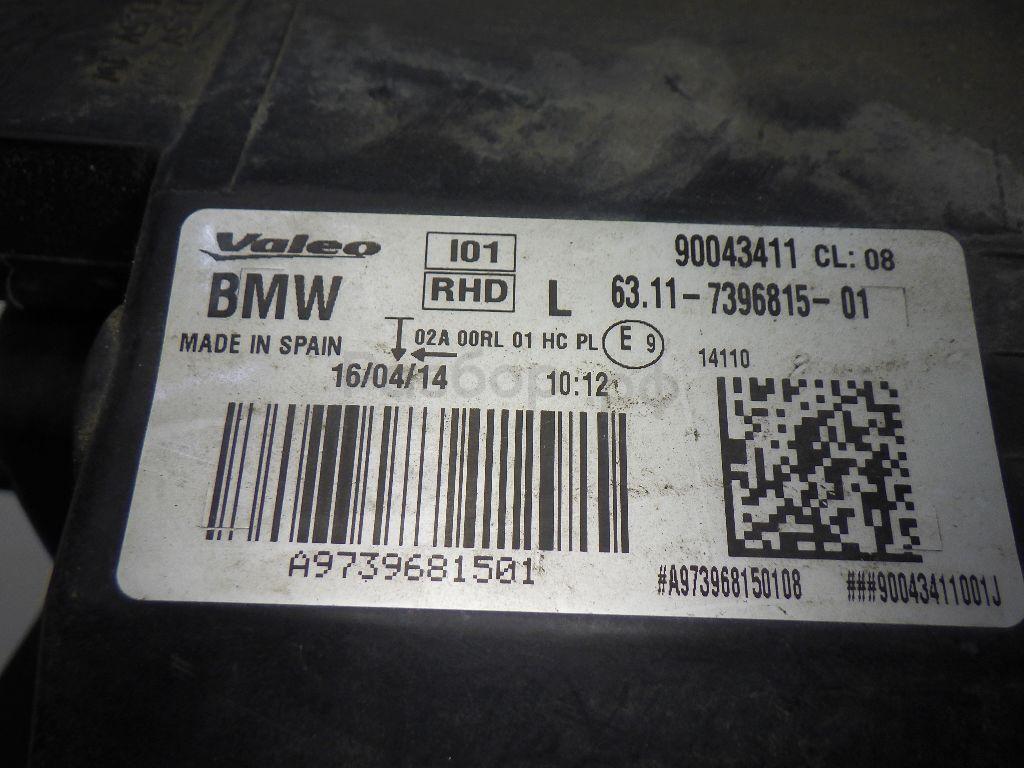 Valeo
BMW
MADE IN SPAIN
I01
RHD
L
90043411 CL: 08
63.11-7396815-01
02A 00RL 01 HC PL E 9
16/04/14 10:12
14110
A9739681501
#A973968150108
###90043411001J